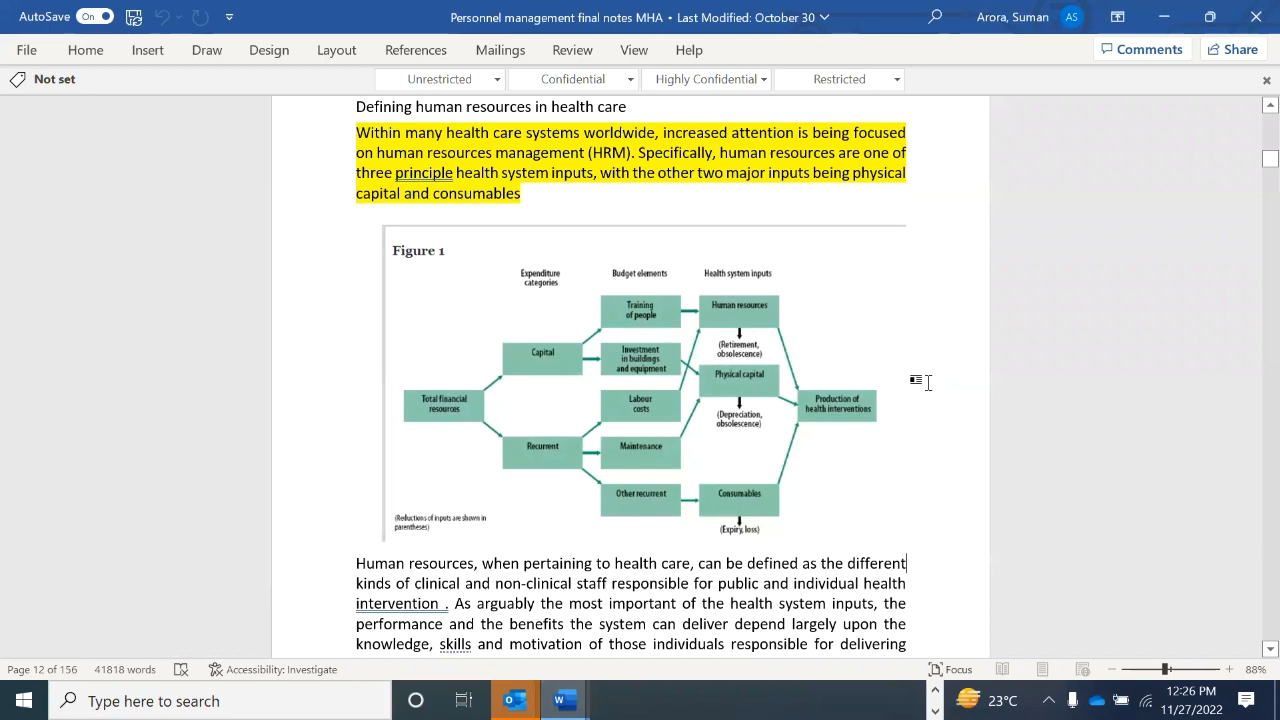 AutoSave On Personnel management final notes MHA • Last Modified: October 30 Arora, Suman AS
File Home Insert Draw Design Layout References Mailings Review View Help Comments Share
Not set Unrestricted Confidential Highly Confidential Restricted
Defining human resources in health care
Within many health care systems worldwide, increased attention is being focused
on human resources management (HRM). Specifically, human resources are one of
three principle health system inputs, with the other two major inputs being physical
capital and consumables
Figure 1
Expenditure
categories
Budget elements
Health system inputs
Training
of people
Human resources
(Retirement,
obsolescence)
Capital
Investment
in buildings
and equipment
Physical capital
(Depreciation,
obsolescence)
Total financial
resources
Labour
costs
Production of
health interventions
Recurrent
Maintenance
Other recurrent
Consumables
(Expiry, loss)
(Reductions of inputs are shown in
parentheses)
Human resources, when pertaining to health care, can be defined as the different
kinds of clinical and non-clinical staff responsible for public and individual health
intervention . As arguably the most important of the health system inputs, the
performance and the benefits the system can deliver depend largely upon the
knowledge, skills and motivation of those individuals responsible for delivering
Page 12 of 156 41818 words Accessibility: Investigate Focus 88%
Type here to search 23°C 12:26 PM
11/27/2022